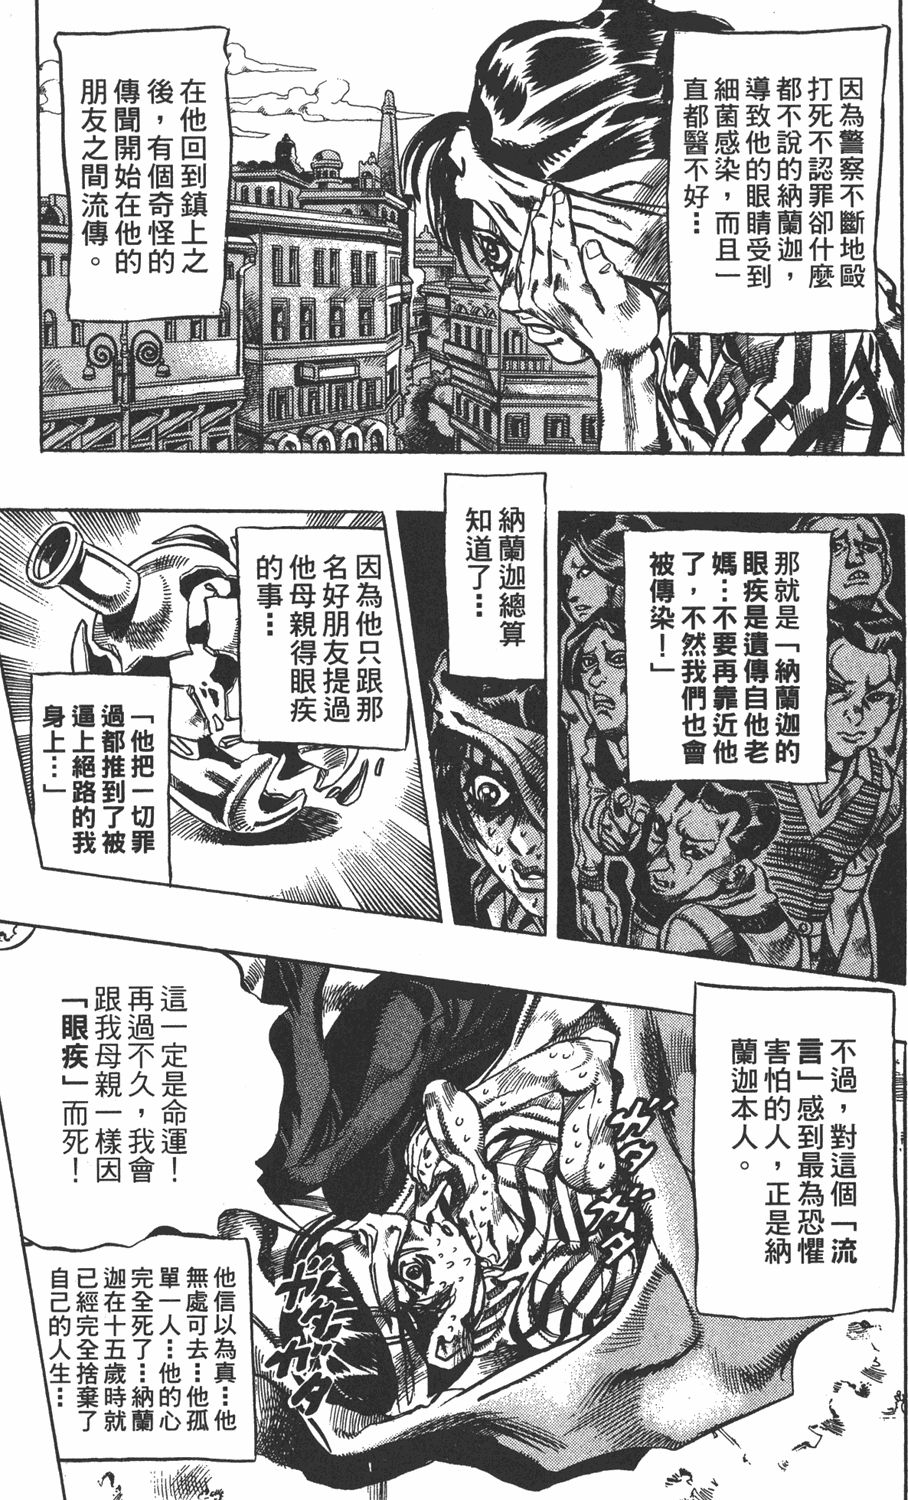 因為警察不斷地毆
打死不認罪卻什麼
都不說的納蘭迦，
導致他的眼睛受到
細菌感染，而且一
直都醫不好…
在他回到鎮上之
後，有個奇怪的
傳聞開始在他的
朋友之間流傳。
那就是「納蘭迦的
眼疾是遺傳自他老
媽…不要再靠近他
了，不然我們也會
被傳染！」
納蘭迦總算
知道了…
因為他只跟那
名好朋友提過
他母親得眼疾
的事…
「他把一切罪
過都推到了被
逼上絕路的我
身上…」
不過，對這個「流
言」感到最為恐懼
害怕的人，正是納
蘭迦本人。
ガタ
ガタ
ガタ
ガタ
這一定是命運！
再過不久，我會
跟我母親一樣因
「眼疾」而死！
他信以為真…他
無處可去…他孤
單一人…他的心
完全死了…納蘭
迦在十五歲時就
已經完全捨棄了
自己的人生…